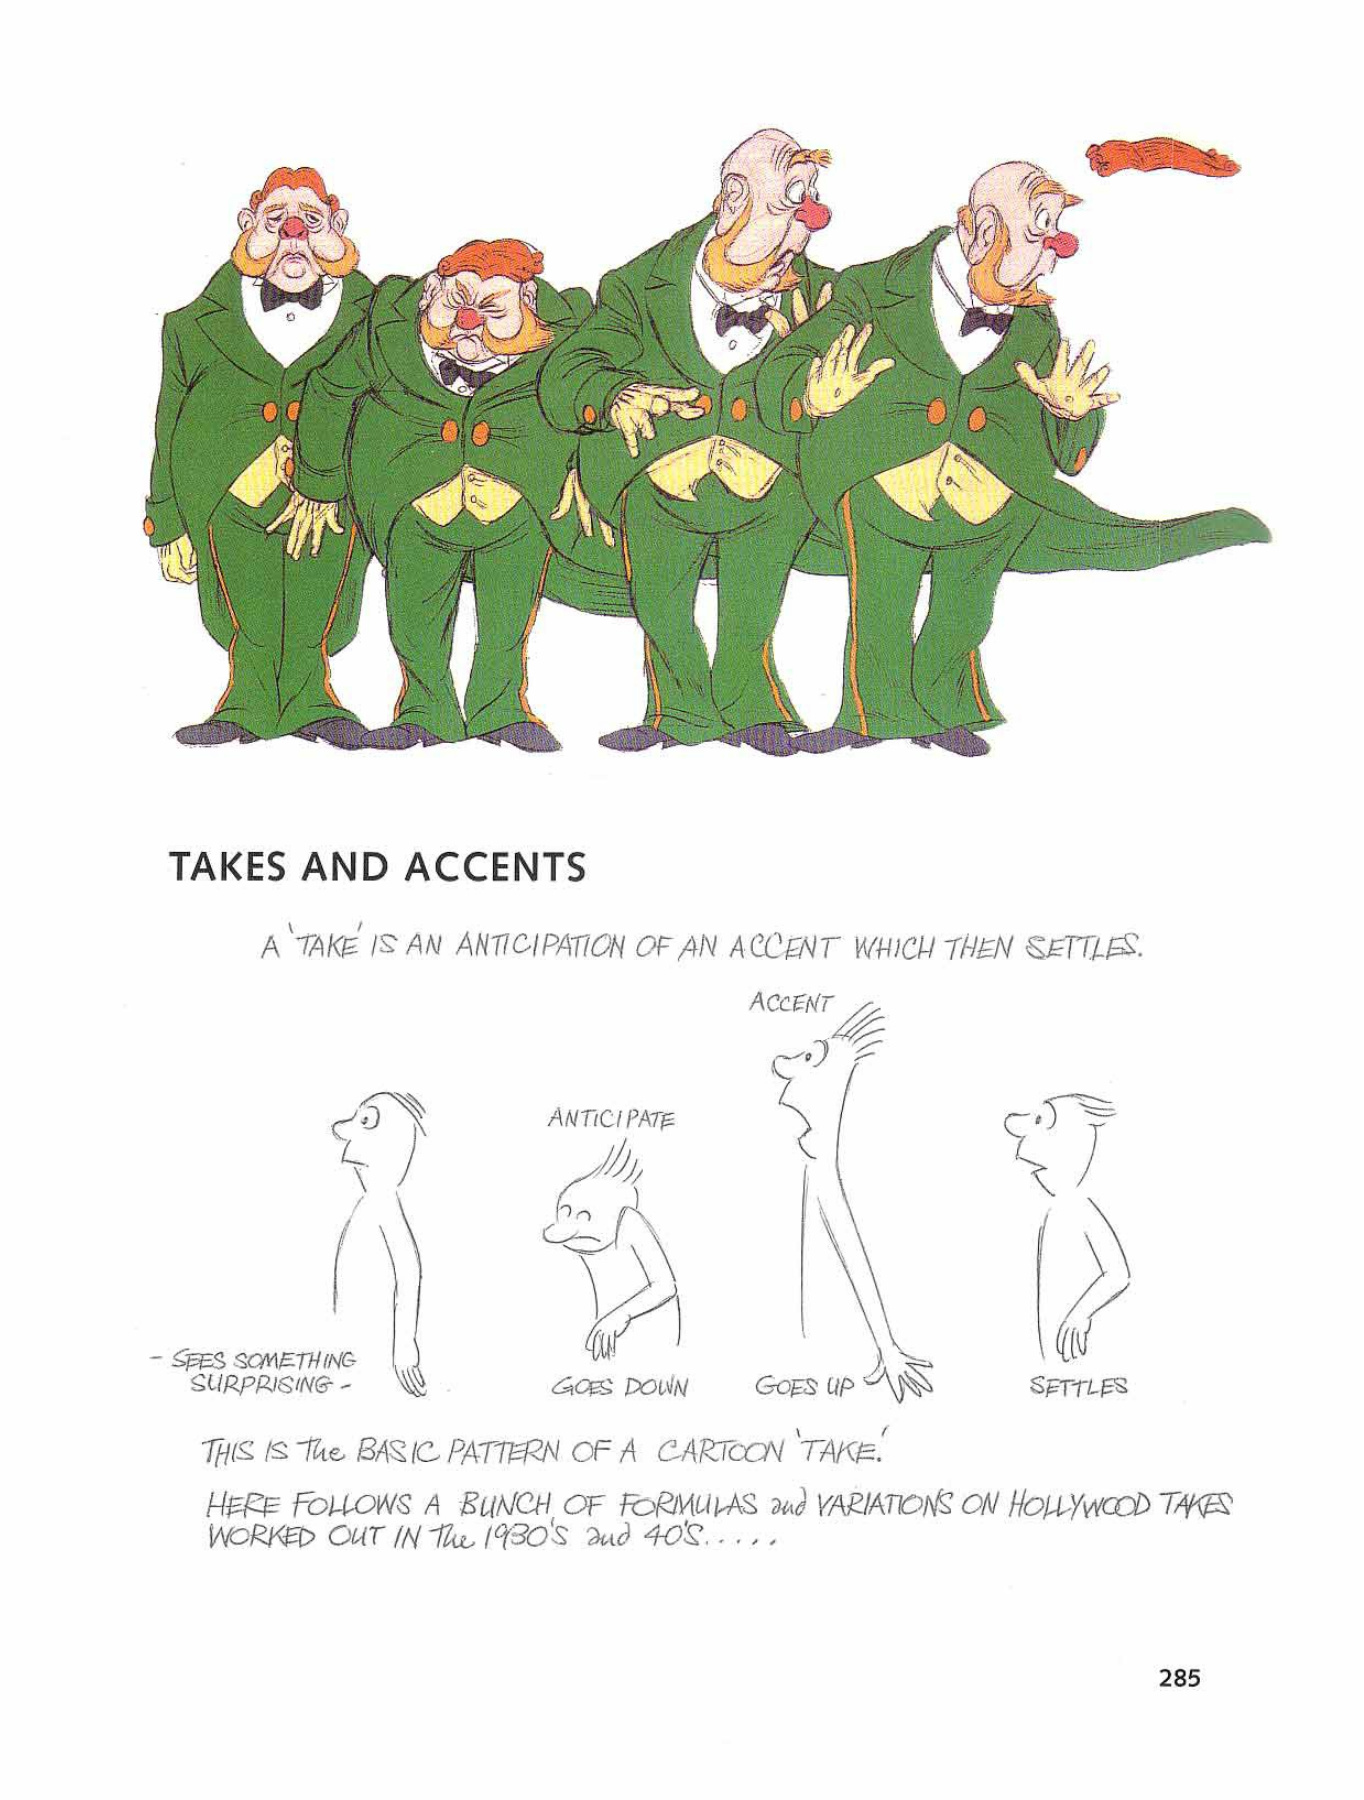 TAKES AND ACCENTS
A 'TAKE' IS AN ANTICIPATION OF AN ACCENT WHICH THEN SETTLES.
ACCENT
ANTICIPATE
- SEES SOMETHING
SURPRISING -
GOES DOWN
GOES UP
SETTLES
THIS IS The BASIC PATTERN OF A CARTOON 'TAKE.'
HERE FOLLOWS A BUNCH OF FORMULAS and VARIATIONS ON HOLLYWOOD TAKES
WORKED OUT IN The 1930'S and 40'S.....
285